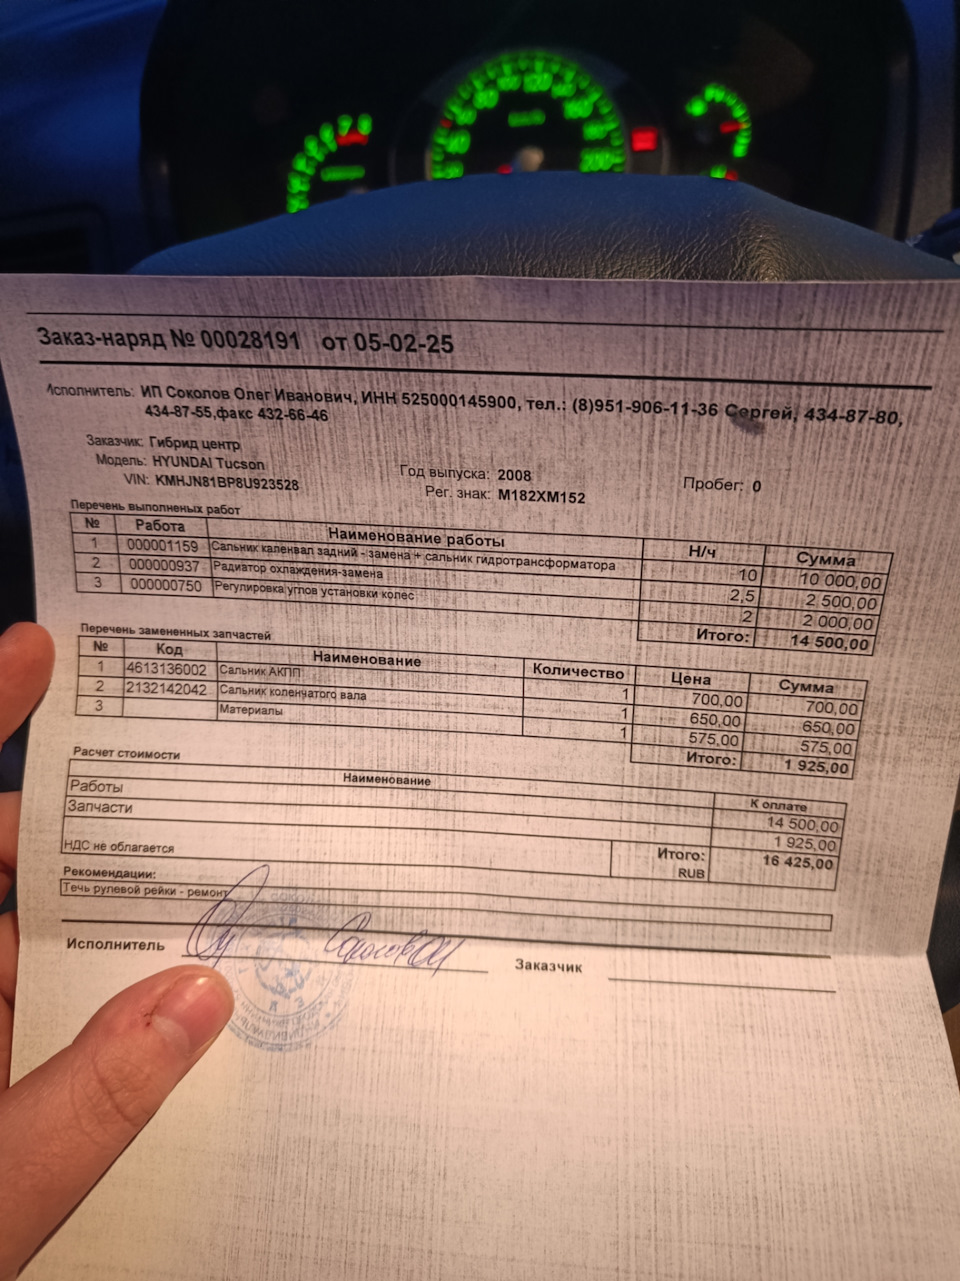 Заказ-наряд № 00028191 от 05-02-25
Исполнитель: ИП Соколов Олег Иванович, ИНН 525000145900, тел.: (8)951-906-11-36 Сергей, 434-87-80,
434-87-55,факс 432-66-46
Заказчик: Гибрид центр
Модель: HYUNDAI Tucson Год выпуска: 2008 Пробег: 0
VIN: KMHJN81BP8U923528 Рег. знак: М182ХМ152
Перечень выполненых работ
№ Работа Наименование работы Н/ч Сумма
1 000001159 Сальник каленвал задний - замена + сальник гидротрансформатора 10 10 000,00
2 000000937 Радиатор охлаждения-замена 2,5 2 500,00
3 000000750 Регулировка углов установки колес 2 2 000,00
Итого: 14 500,00
Перечень замененных запчастей
№ Код Наименование Количество Цена Сумма
1 4613136002 Сальник АКПП 1 700,00 700,00
2 2132142042 Сальник коленчатого вала 1 650,00 650,00
3 Материалы 1 575,00 575,00
Итого: 1 925,00
Расчет стоимости
Наименование К оплате
Работы 14 500,00
Запчасти 1 925,00
НДС не облагается Итого: 16 425,00
RUB
Рекомендации:
Течь рулевой рейки - ремонт
Исполнитель Заказчик